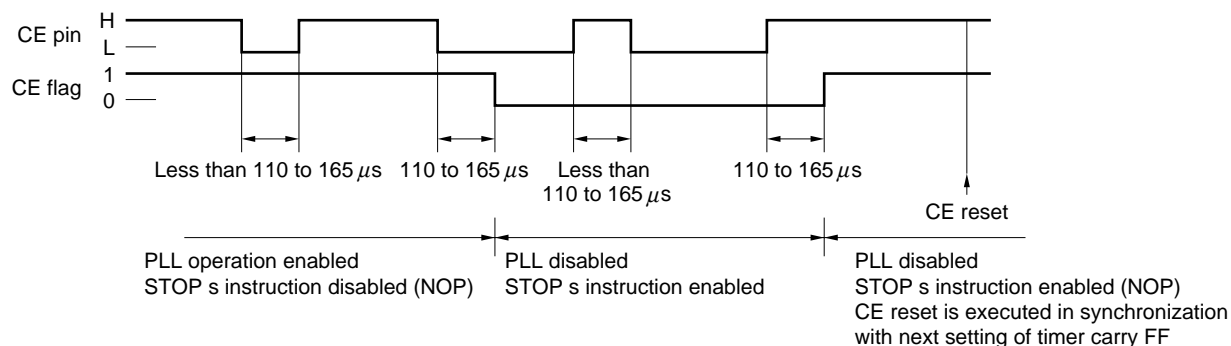 CE pin
H
L
CE flag
1
0
Less than 110 to 165 μs
110 to 165 μs
Less than
110 to 165 μs
110 to 165 μs
CE reset
PLL operation enabled
STOP s instruction disabled (NOP)
PLL disabled
STOP s instruction enabled
PLL disabled
STOP s instruction enabled (NOP)
CE reset is executed in synchronization
with next setting of timer carry FF